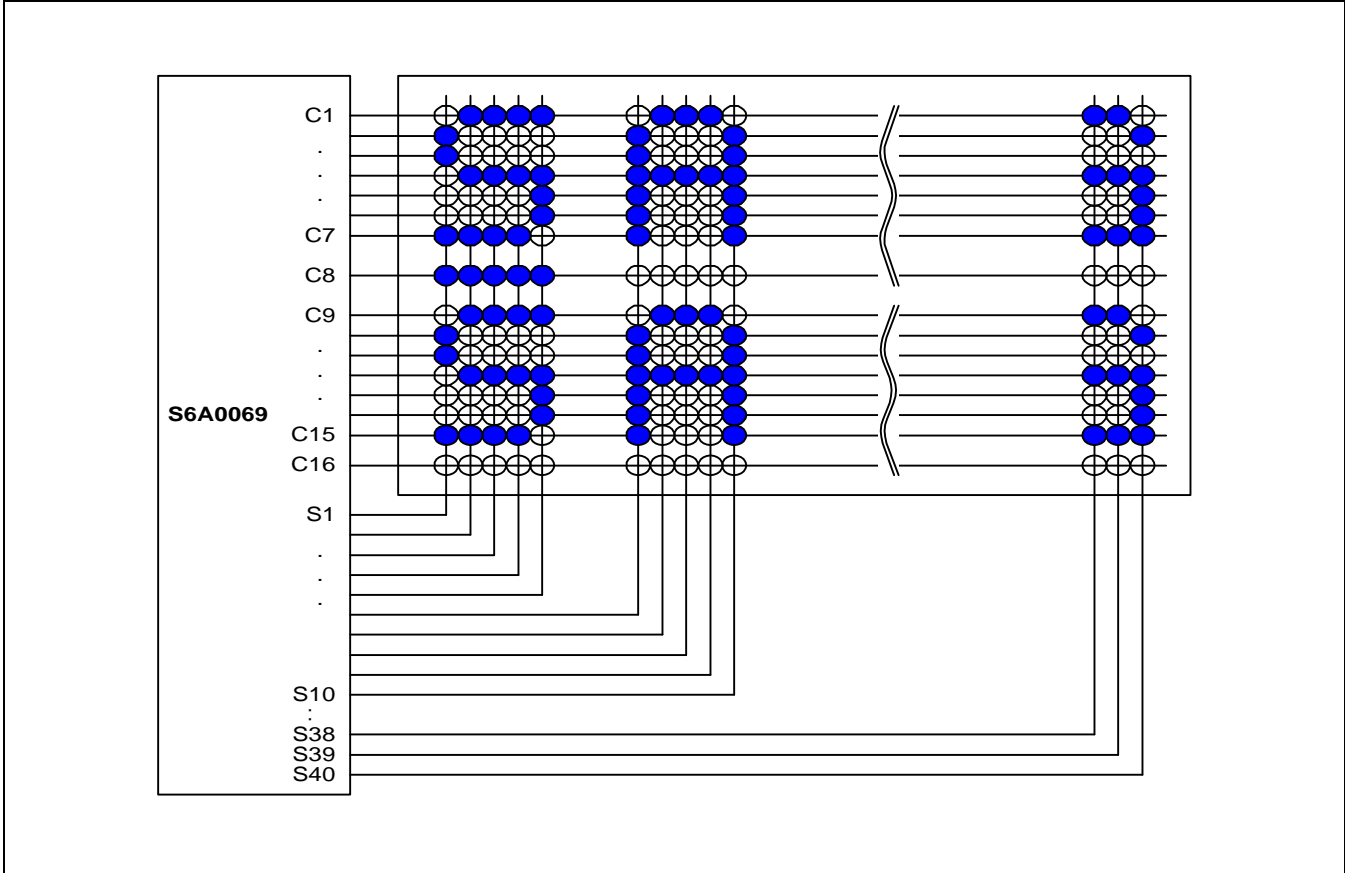 C1
.
.
.
C7
C8
C9
.
.
.
S6A0069
C15
C16
S1
.
.
.
S10
:
S38
S39
S40